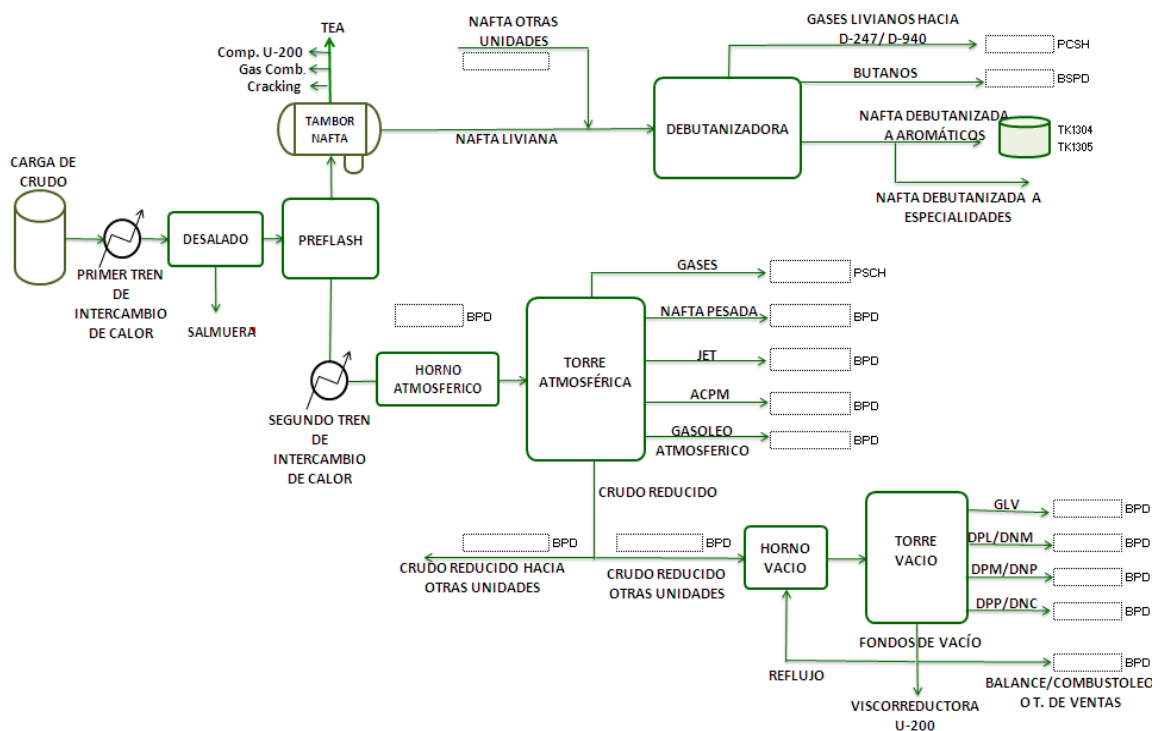 TEA
Comp. U-200
Gas Comb.
Cracking
TAMBOR
NAFTA
NAFTA OTRAS
UNIDADES
NAFTA LIVIANA
DEBUTANIZADORA
GASES LIVIANOS HACIA
D-247/ D-940
PCSH
BUTANOS
BSPD
NAFTA DEBUTANIZADA
A AROMÁTICOS
TK1304
TK1305
NAFTA DEBUTANIZADA A
ESPECIALIDADES
CARGA DE
CRUDO
PRIMER TREN
DE
INTERCAMBIO
DE CALOR
DESALADO
SALMUERA
PREFLASH
SEGUNDO TREN
DE
INTERCAMBIO
DE CALOR
BPD
HORNO
ATMOSFERICO
TORRE
ATMOSFÉRICA
GASES
PSCH
NAFTA PESADA
BPD
JET
BPD
ACPM
BPD
GASOLEO
ATMOSFERICO
BPD
CRUDO REDUCIDO
BPD
CRUDO REDUCIDO HACIA
OTRAS UNIDADES
BPD
CRUDO REDUCIDO
OTRAS UNIDADES
HORNO
VACIO
TORRE
VACIO
GLV
BPD
DPL/DNM
BPD
DPM/DNP
BPD
DPP/DNC
BPD
FONDOS DE VACÍO
REFLUJO
BPD
BALANCE/COMBUSTOLEO
O T. DE VENTAS
VISCORREDUCTORA
U-200